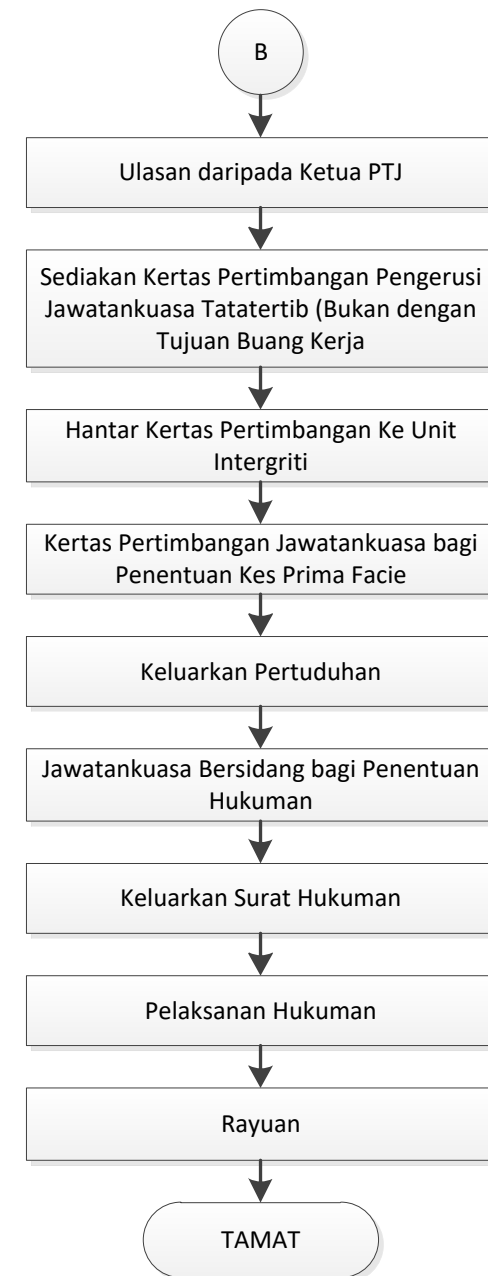 B
Ulasan daripada Ketua PTJ
Sediakan Kertas Pertimbangan Pengerusi
Jawatankuasa Tatatertib (Bukan dengan
Tujuan Buang Kerja
Hantar Kertas Pertimbangan Ke Unit
Intergriti
Kertas Pertimbangan Jawatankuasa bagi
Penentuan Kes Prima Facie
Keluarkan Pertuduhan
Jawatankuasa Bersidang bagi Penentuan
Hukuman
Keluarkan Surat Hukuman
Pelaksanan Hukuman
Rayuan
TAMAT